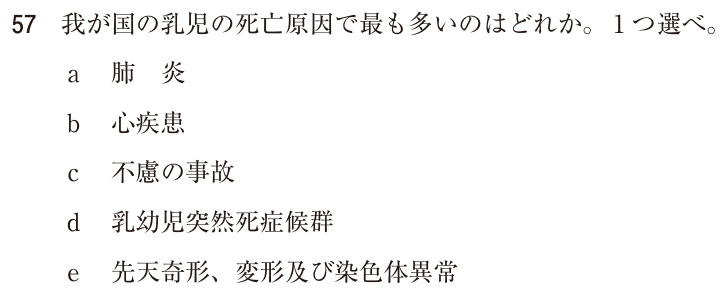 57 我が国の乳児の死亡原因で最も多いのはどれか。1つ選べ。
a 肺 炎
b 心疾患
c 不慮の事故
d 乳幼児突然死症候群
e 先天奇形、変形及び染色体異常